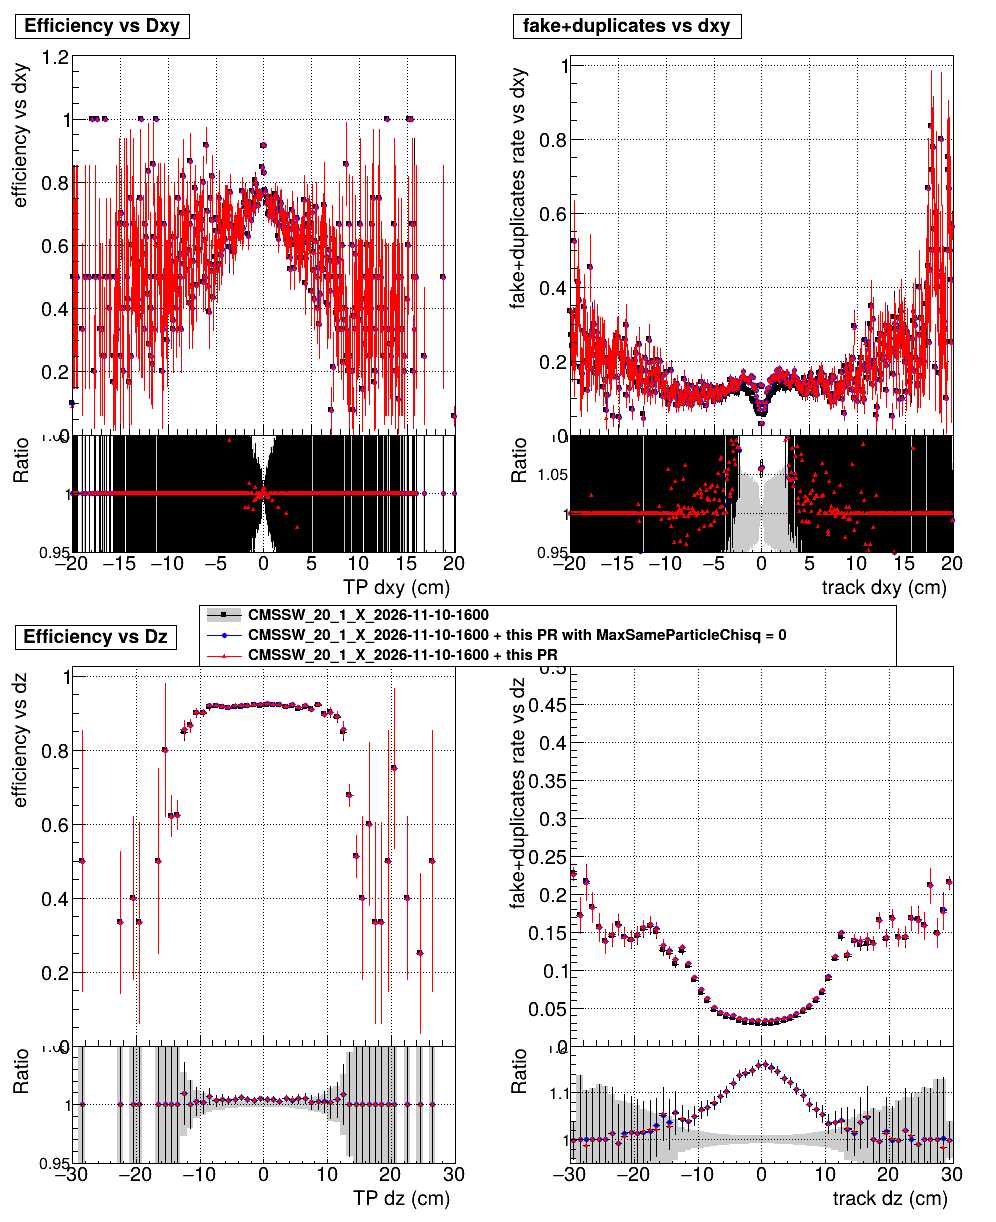 Efficiency vs Dxy
fake+duplicates vs dxy
efficiency vs dxy
1.2
1
0.8
0.6
0.4
0.2
0
Ratio
1
0.95
−20 −15 −10 −5 0 5 10 15 20
TP dxy (cm)
fake+duplicates rate vs dxy
1
0.8
0.6
0.4
0.2
0
Ratio
1.05
1
0.95
−20 −15 −10 −5 0 5 10 15 20
track dxy (cm)
CMSSW_20_1_X_2026-11-10-1600
CMSSW_20_1_X_2026-11-10-1600 + this PR with MaxSameParticleChisq = 0
CMSSW_20_1_X_2026-11-10-1600 + this PR
Efficiency vs Dz
efficiency vs dz
1
0.8
0.6
0.4
0.2
0
Ratio
1
0.95
−30 −20 −10 0 10 20 30
TP dz (cm)
fake+duplicates rate vs dz
0.5
0.45
0.4
0.35
0.3
0.25
0.2
0.15
0.1
0.05
0
Ratio
1.1
1
−30 −20 −10 0 10 20 30
track dz (cm)